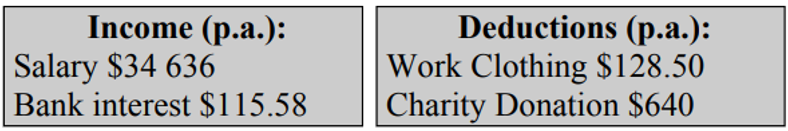 Income (p.a.):
Salary $34 636
Bank interest $115.58
Deductions (p.a.):
Work Clothing $128.50
Charity Donation $640